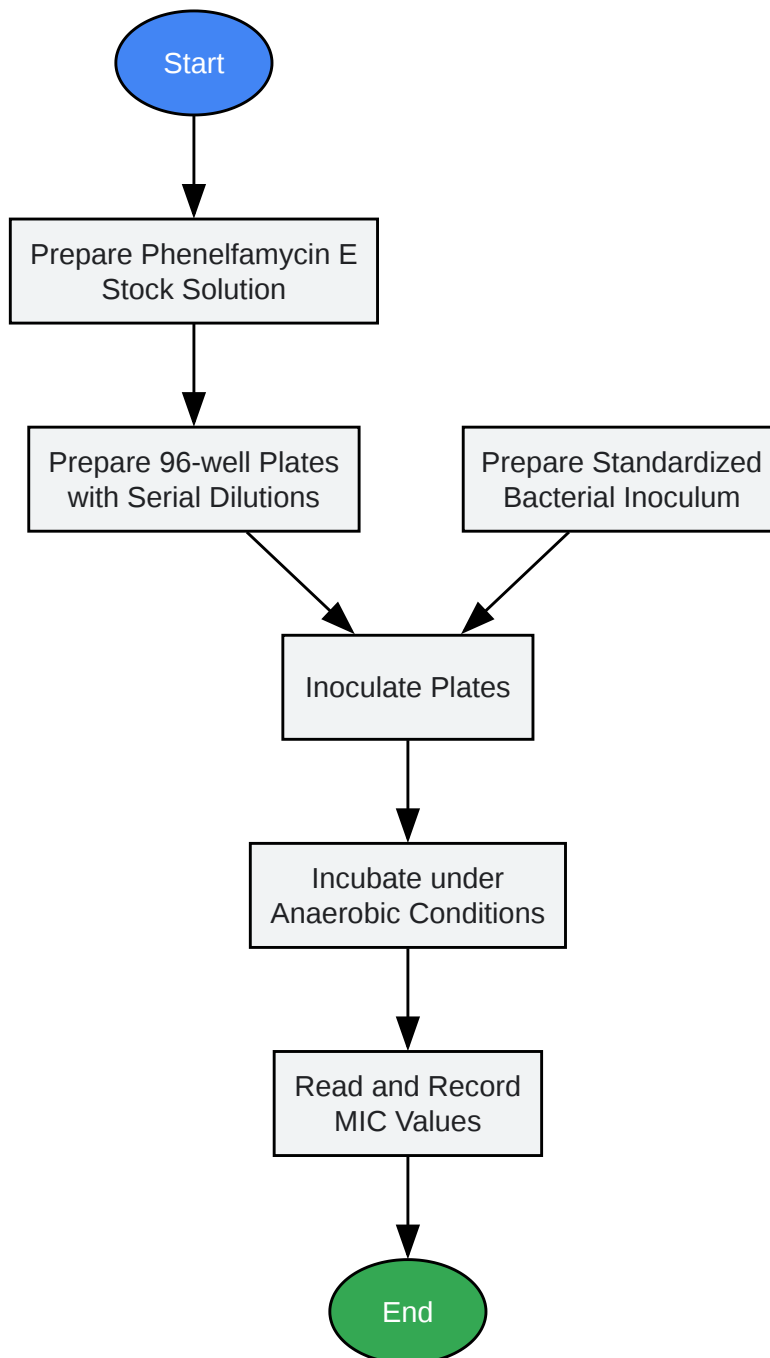 Start
Prepare Phenelfamycin E
Stock Solution
Prepare 96-well Plates
with Serial Dilutions
Prepare Standardized
Bacterial Inoculum
Inoculate Plates
Incubate under
Anaerobic Conditions
Read and Record
MIC Values
End